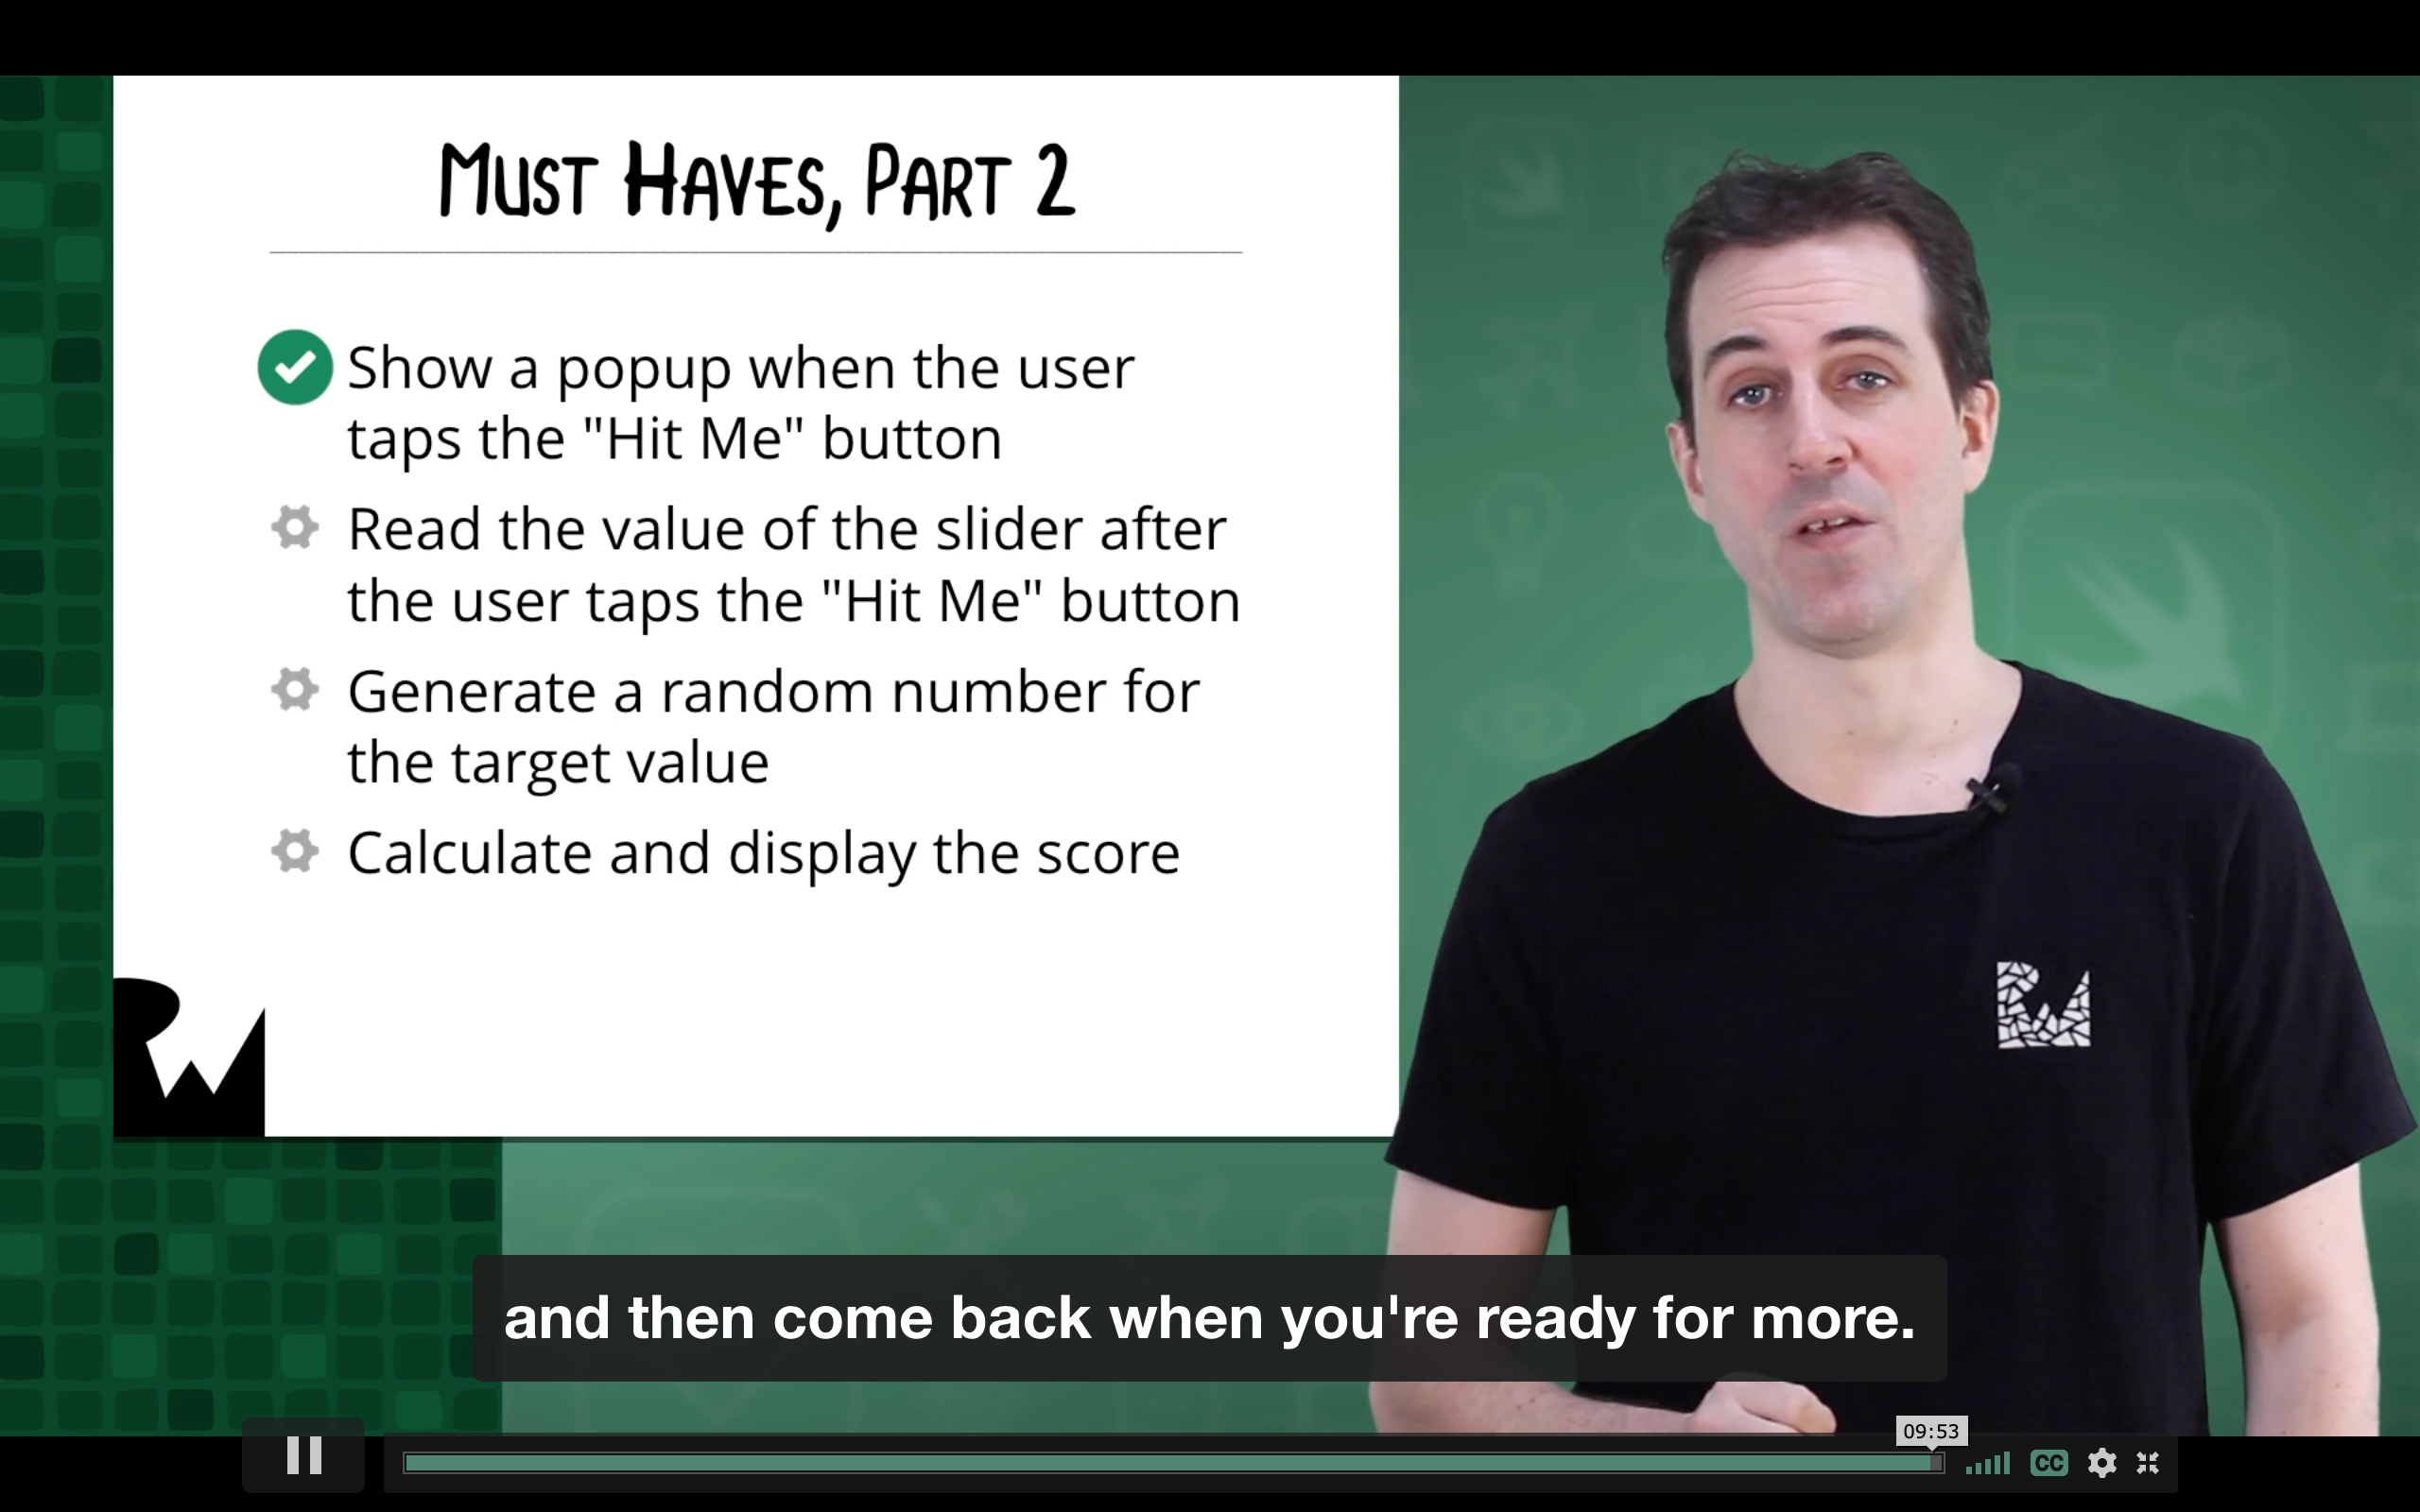 Must Haves, Part 2
Show a popup when the user
taps the "Hit Me" button
Read the value of the slider after
the user taps the "Hit Me" button
Generate a random number for
the target value
Calculate and display the score
RW
RW
and then come back when you're ready for more.
09:53
CC